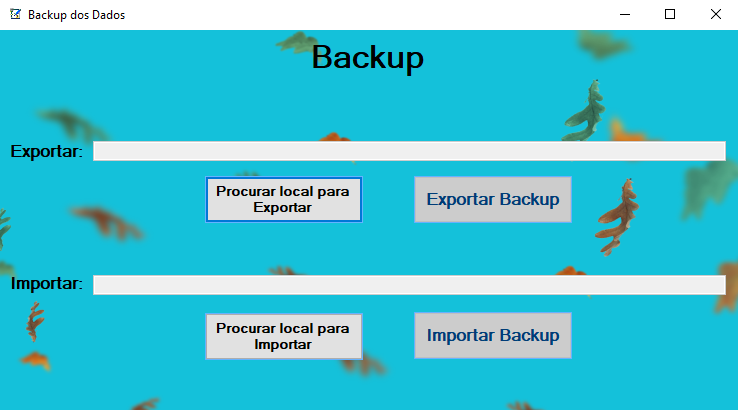 Backup dos Dados
Backup
Exportar:
Procurar local para
Exportar
Exportar Backup
Importar:
Procurar local para
Importar
Importar Backup